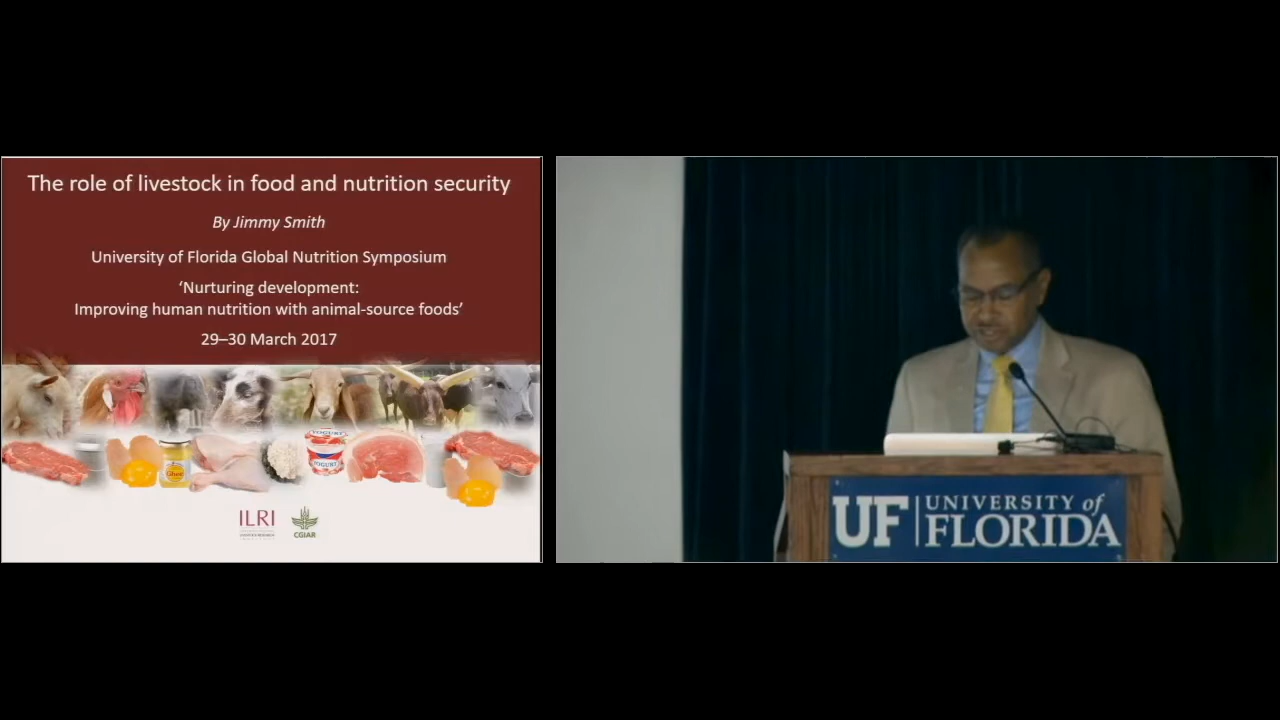 The role of livestock in food and nutrition security
By Jimmy Smith
University of Florida Global Nutrition Symposium
‘Nurturing development:
Improving human nutrition with animal-source foods’
29–30 March 2017
YOGURT
YOGURT
Ghee
ILRI
CGIAR
UF UNIVERSITY of
FLORIDA